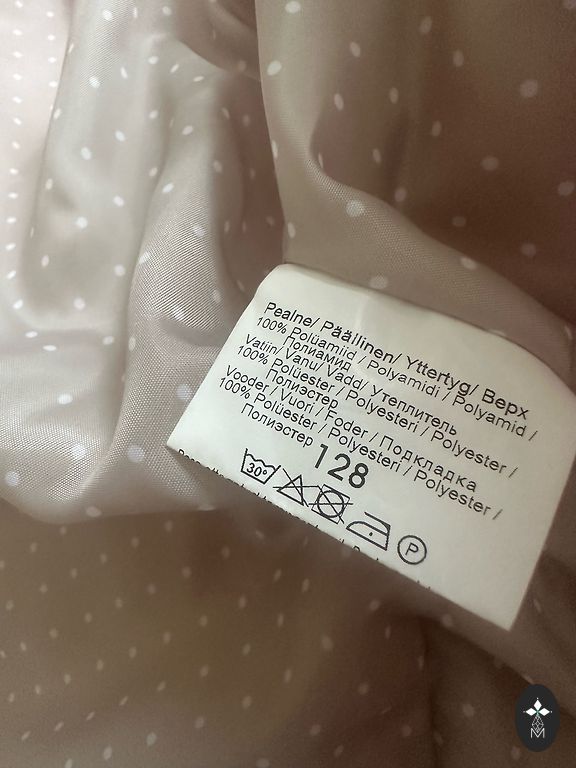 Pealne/ Päällinen/ Yttertyg/ Верх
100% Polüamiid / Polyamidi / Polyamid /
Полиамид
Vatiin/ Vanu/ Vadd/ Утеплитель
100% Polüester / Polyesteri / Polyester /
Полиэстер
Vooder / Vuori / Foder / Подкладка
100% Polüester / Polyesteri / Polyester /
Полиэстер
128
30°
P
M